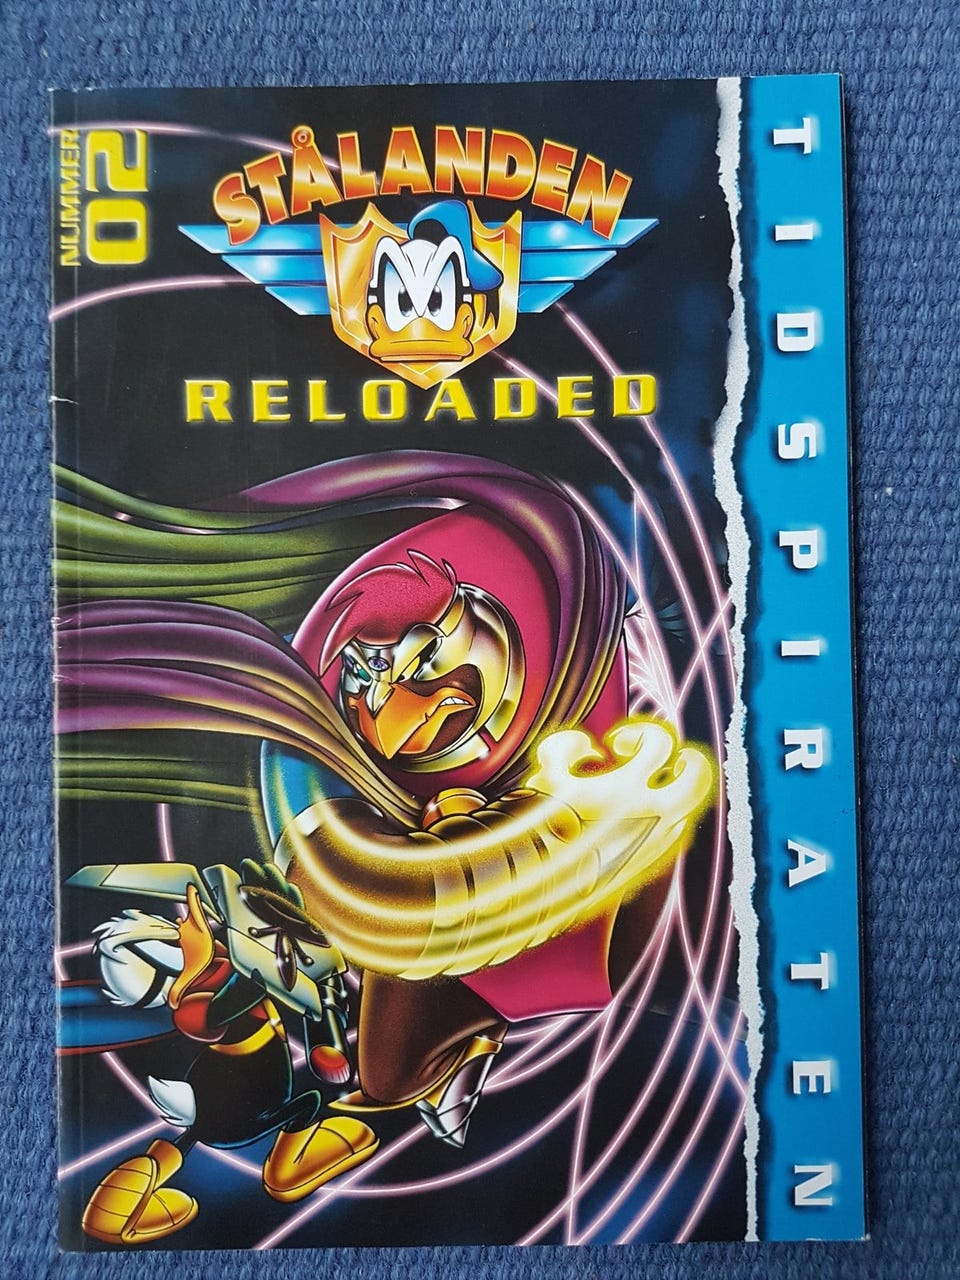 NUMMER
02
STÅLANDEN
RELOADED
TIDSPIRATEN